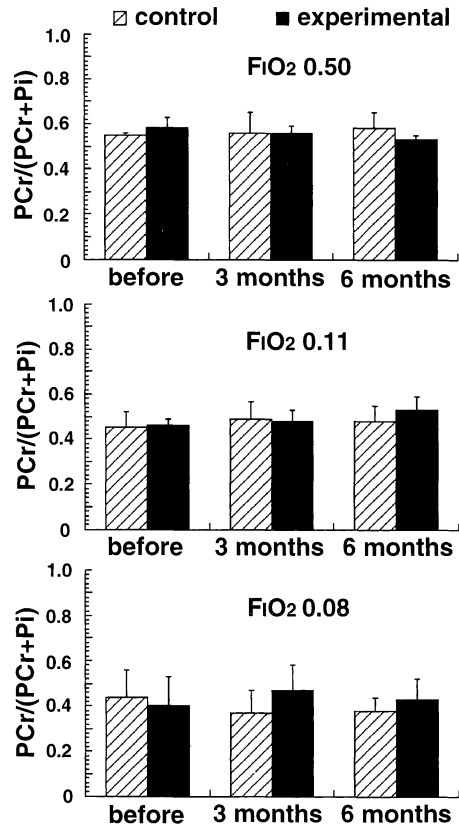 control experimental
FIO2 0.50
PCr/(PCr+Pi)
1.0
0.8
0.6
0.4
0.2
0
before 3 months 6 months
FIO2 0.11
PCr/(PCr+Pi)
1.0
0.8
0.6
0.4
0.2
0
before 3 months 6 months
FIO2 0.08
PCr/(PCr+Pi)
1.0
0.8
0.6
0.4
0.2
0
before 3 months 6 months